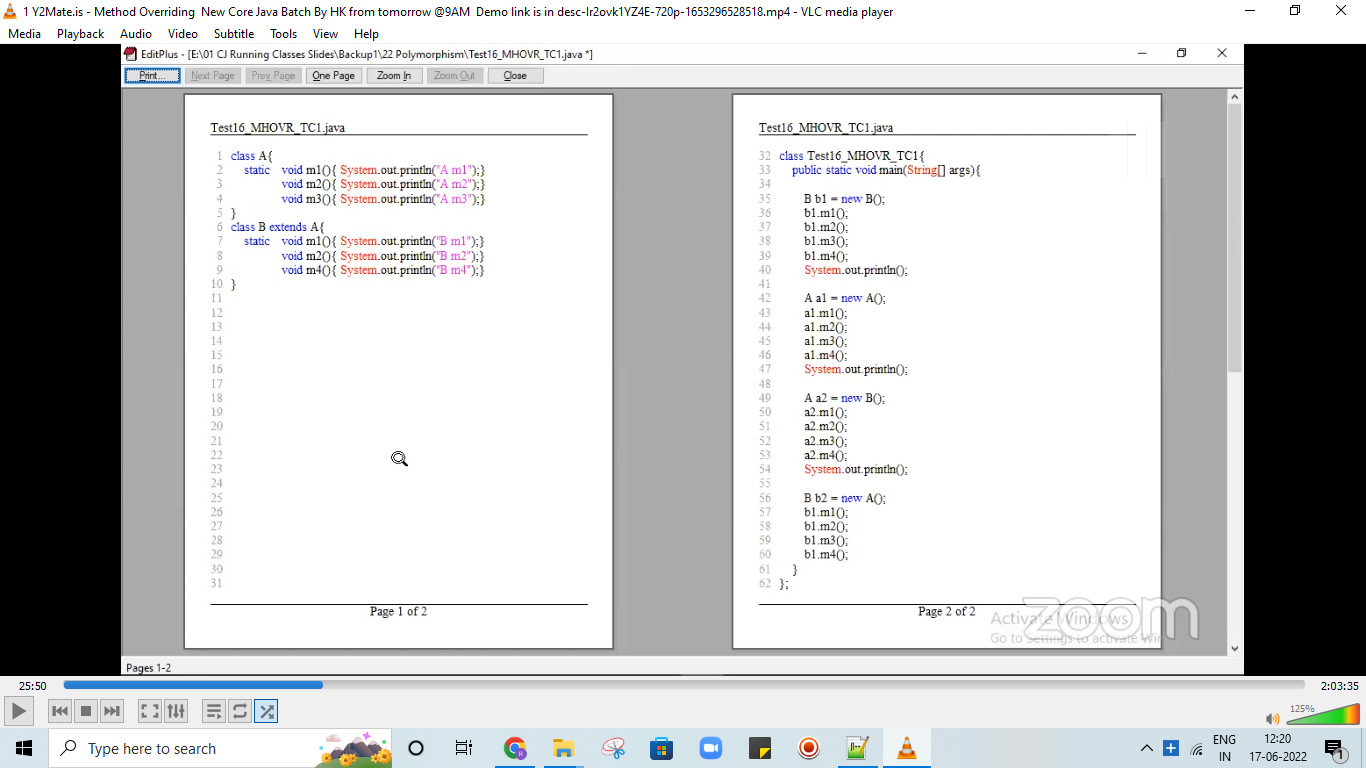 1 Y2Mate.is - Method Overriding  New Core Java Batch By HK from tomorrow @9AM  Demo link is in desc-lr2ovk1YZ4E-720p-1653296528518.mp4 - VLC media player
Media Playback Audio Video Subtitle Tools View Help
EditPlus - [E:\01 CJ Running Classes Slides\Backup1\22 Polymorphism\Test16_MHOVR_TC1.java *]
Print... Next Page Prev Page One Page Zoom In Zoom Out Close
Test16_MHOVR_TC1.java
1 class A{
2 static void m1(){ System.out.println("A m1");}
3 void m2(){ System.out.println("A m2");}
4 void m3(){ System.out.println("A m3");}
5 }
6 class B extends A{
7 static void m1(){ System.out.println("B m1");}
8 void m2(){ System.out.println("B m2");}
9 void m4(){ System.out.println("B m4");}
10 }
11
12
13
14
15
16
17
18
19
20
21
22
23
24
25
26
27
28
29
30
31
Page 1 of 2
Test16_MHOVR_TC1.java
32 class Test16_MHOVR_TC1{
33 public static void main(String[] args){
34
35 B b1 = new B();
36 b1.m1();
37 b1.m2();
38 b1.m3();
39 b1.m4();
40 System.out.println();
41
42 A a1 = new A();
43 a1.m1();
44 a1.m2();
45 a1.m3();
46 a1.m4();
47 System.out.println();
48
49 A a2 = new B();
50 a2.m1();
51 a2.m2();
52 a2.m3();
53 a2.m4();
54 System.out.println();
55
56 B b2 = new A();
57 b1.m1();
58 b1.m2();
59 b1.m3();
60 b1.m4();
61 }
62 };
Page 2 of 2
zoom
Activate Windows
Go to Settings to activate Win
Pages 1-2
25:50 2:03:35
125%
Type here to search
ENG 12:20
IN 17-06-2022
1